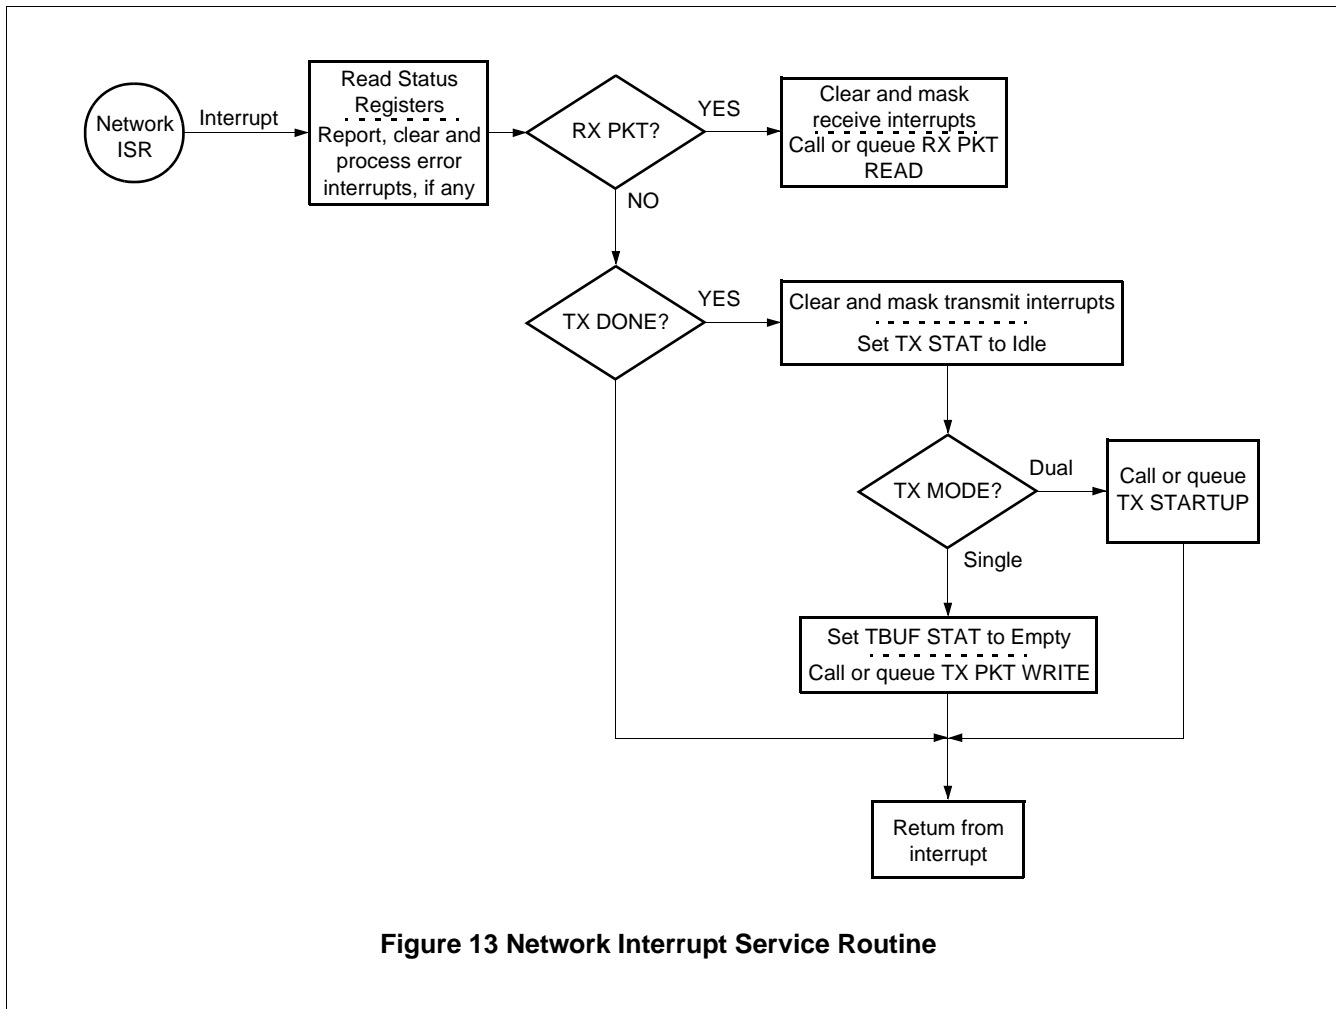 Network
ISR
Interrupt
Read Status
Registers
Report, clear and
process error
interrupts, if any
RX PKT?
YES
Clear and mask
receive interrupts
Call or queue RX PKT
READ
NO
TX DONE?
YES
Clear and mask transmit interrupts
Set TX STAT to Idle
TX MODE?
Dual
Call or queue
TX STARTUP
Single
Set TBUF STAT to Empty
Call or queue TX PKT WRITE
Retum from
interrupt
Figure 13 Network Interrupt Service Routine